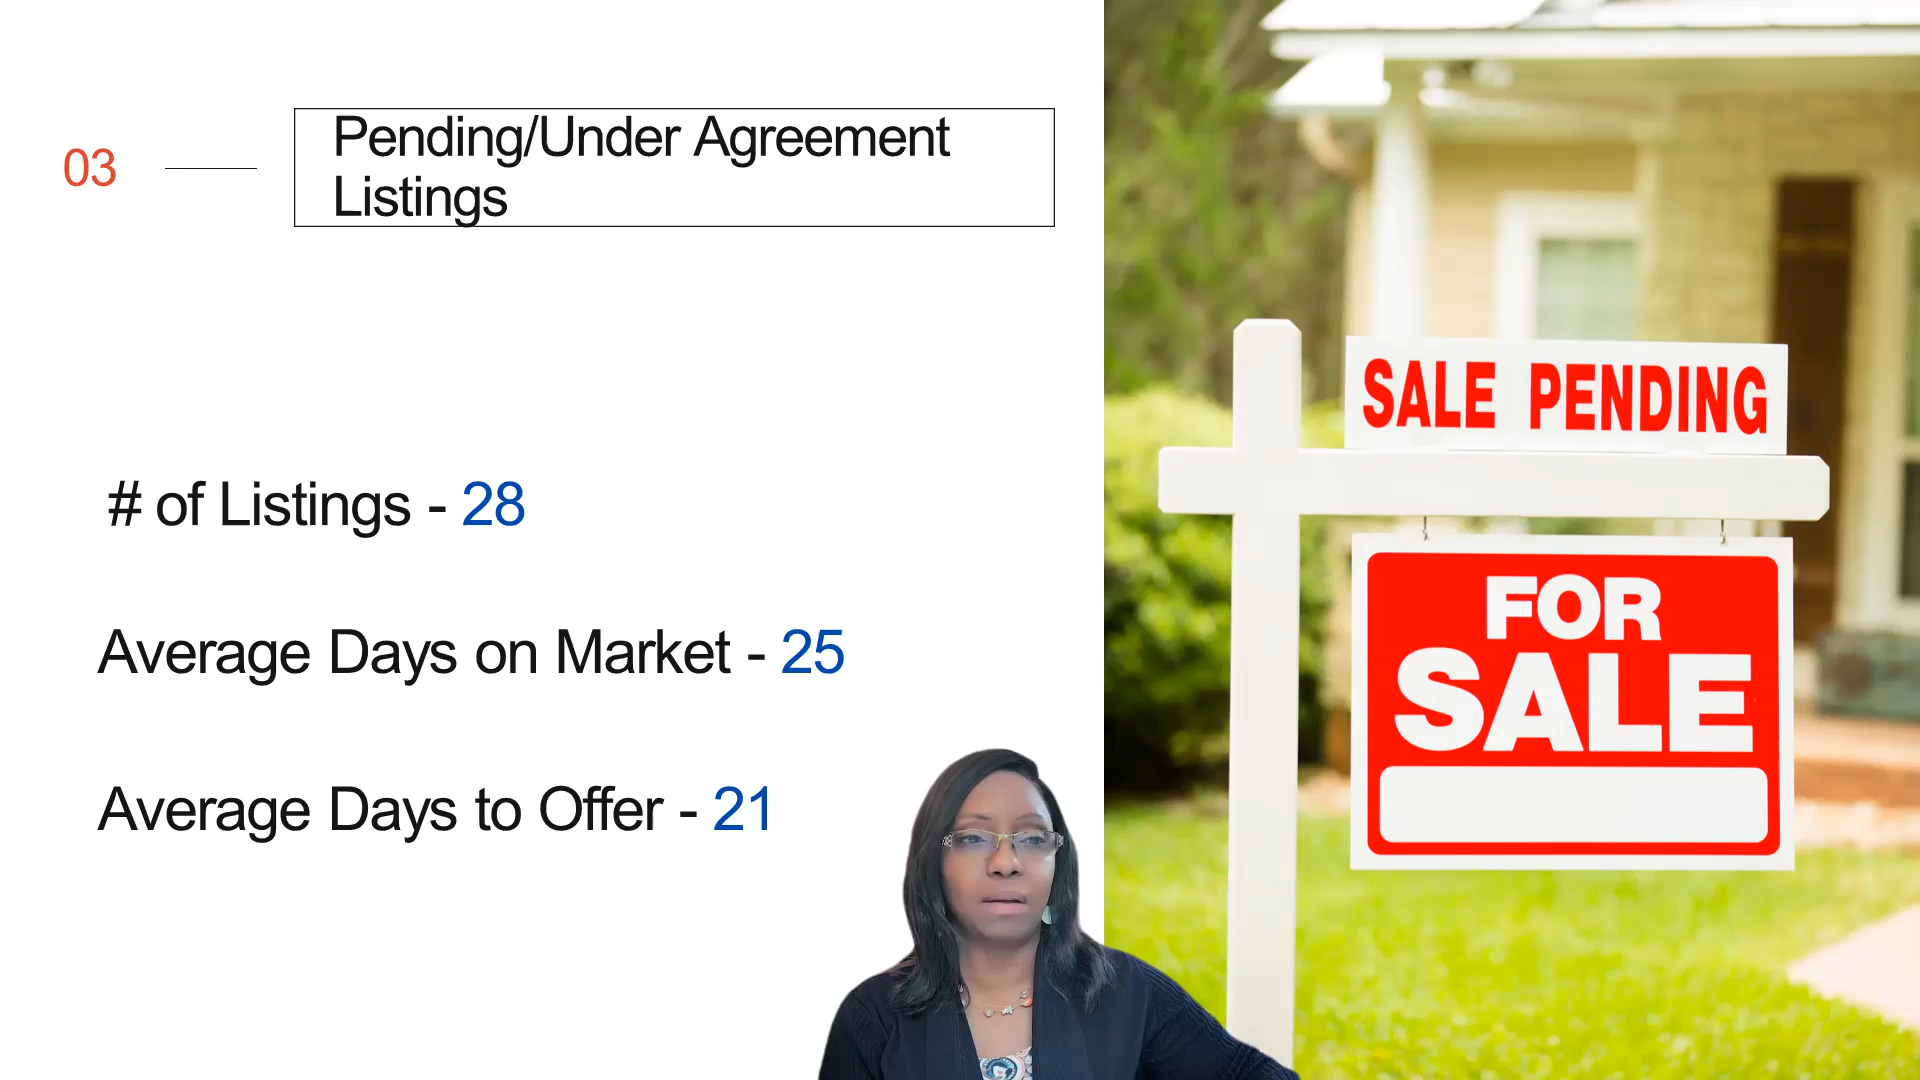 03
Pending/Under Agreement
Listings
# of Listings - 28
Average Days on Market - 25
Average Days to Offer - 21
SALE PENDING
FOR
SALE